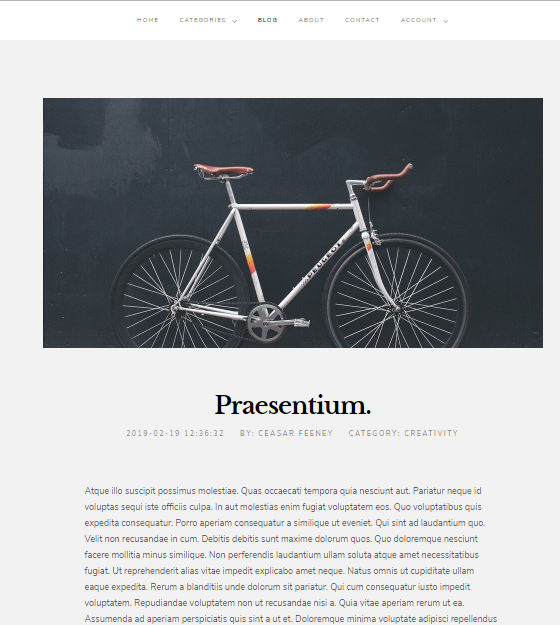 HOME CATEGORIES BLOG ABOUT CONTACT ACCOUNT
PEUGEOT
Praesentium.
2019-02-19 12:36:32 BY: CEASAR FEENEY CATEGORY: CREATIVITY
Atque illo suscipit possimus molestiae. Quas occaecati tempora quia nesciunt aut. Pariatur neque id
voluptas sequi iste officiis culpa. In aut molestias enim fugiat voluptatem eos. Quo voluptatibus quis
expedita consequatur. Porro aperiam consequatur a similique ut eveniet. Qui sint ad laudantium quo.
Velit non recusandae in cum. Debitis debitis sunt maxime dolorum quos. Quo doloremque nesciunt
facere mollitia minus similique. Non perferendis laudantium ullam soluta atque amet necessitatibus
fugiat. Ut reprehenderit alias vitae impedit explicabo amet neque. Natus omnis ut cupiditate ullam
eaque expedita. Rerum a blanditiis unde dolorum sit pariatur. Qui cum consequatur iusto impedit
voluptatem. Repudiandae voluptatem non ut recusandae nisi a. Quia vitae aperiam rerum ut ea.
Assumenda ad aperiam perspiciatis quis sint a ut et. Doloremque minima voluptate adipisci repellendus